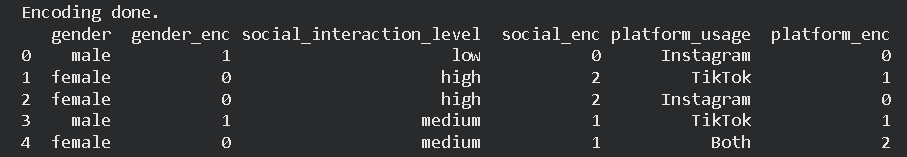 Encoding done.
gender gender_enc social_interaction_level social_enc platform_usage platform_enc
0 male 1 low 0 Instagram 0
1 female 0 high 2 TikTok 1
2 female 0 high 2 Instagram 0
3 male 1 medium 1 TikTok 1
4 female 0 medium 1 Both 2